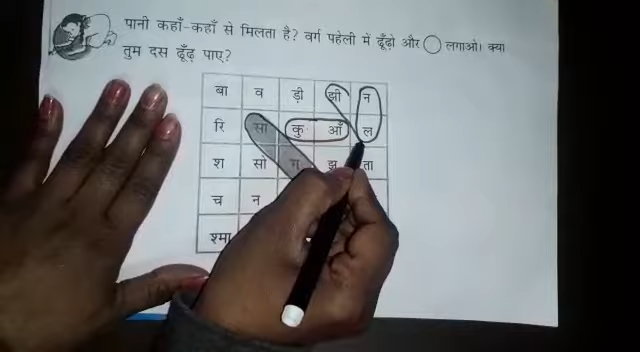 पानी कहाँ-कहाँ से मिलता है? वर्ग पहेली में ढूँढ़ो और लगाओ। क्या
तुम दस ढूँढ़ पाए?
बा व ड़ी झी न
रि सा कु आँ ल
श सो ग झ ता
च न
श्मा